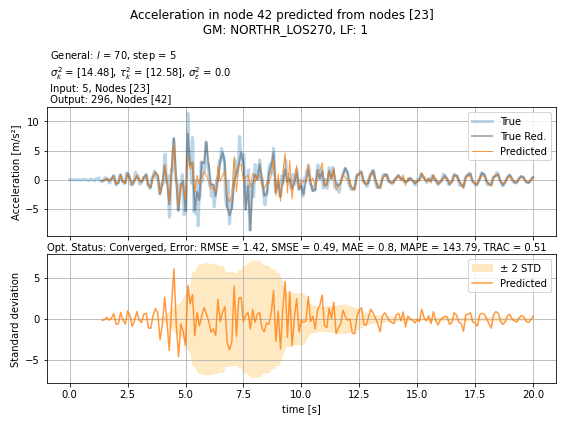 Acceleration in node 42 predicted from nodes [23]
GM: NORTHR_LOS270, LF: 1
General: l = 70, step = 5
σ²ₖ = [14.48], τ²ₖ = [12.58], σ²ε = 0.0
Input: 5, Nodes [23]
Output: 296, Nodes [42]
Acceleration [m/s²]
10
5
0
−5
True
True Red.
Predicted
Opt. Status: Converged, Error: RMSE = 1.42, SMSE = 0.49, MAE = 0.8, MAPE = 143.79, TRAC = 0.51
Standard deviation
5
0
−5
± 2 STD
Predicted
0.0 2.5 5.0 7.5 10.0 12.5 15.0 17.5 20.0
time [s]